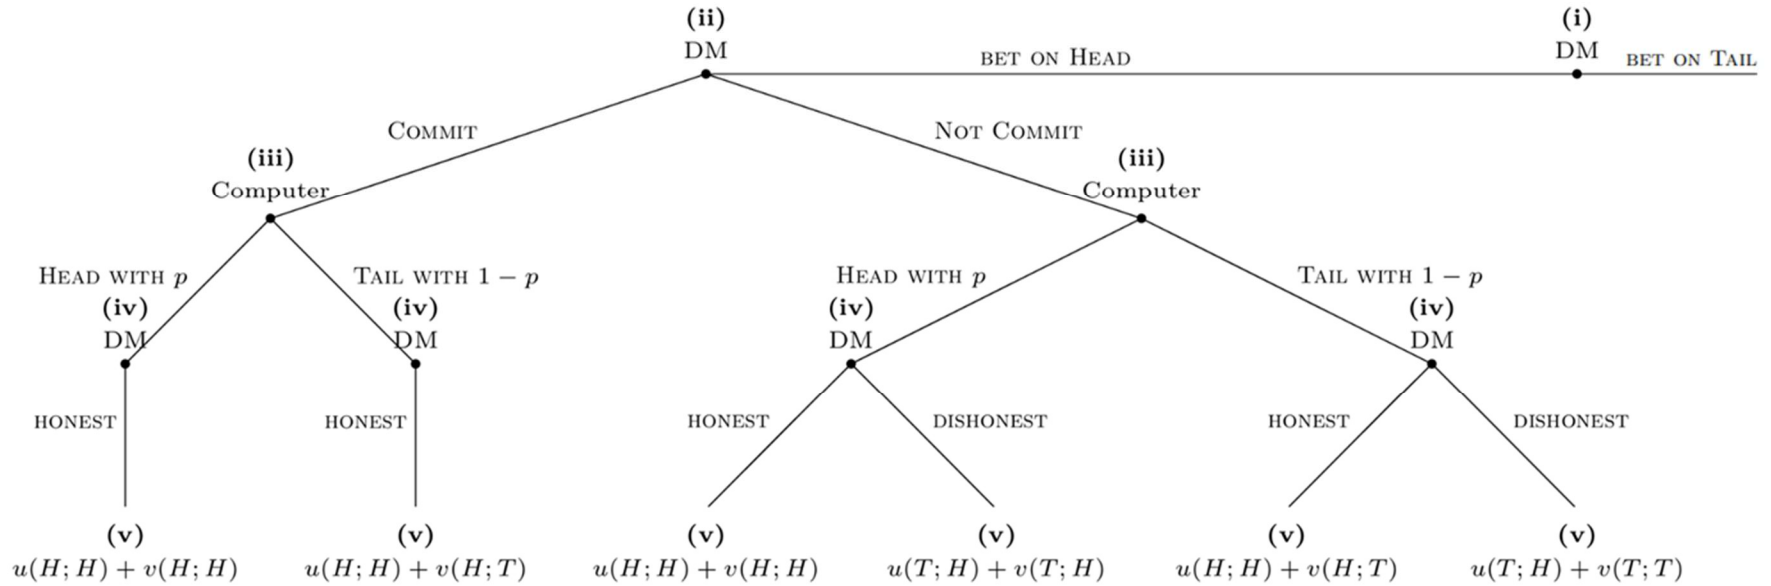 (ii) (i)
DM DM
BET ON HEAD BET ON TAIL
COMMIT NOT COMMIT
(iii) (iii)
Computer Computer
HEAD WITH p TAIL WITH 1 − p HEAD WITH p TAIL WITH 1 − p
(iv) (iv) (iv) (iv)
DM DM DM DM
HONEST HONEST HONEST DISHONEST HONEST DISHONEST
(v) (v) (v) (v) (v) (v)
u(H; H) + v(H; H) u(H; H) + v(H; T) u(H; H) + v(H; H) u(T; H) + v(T; H) u(H; H) + v(H; T) u(T; H) + v(T; T)